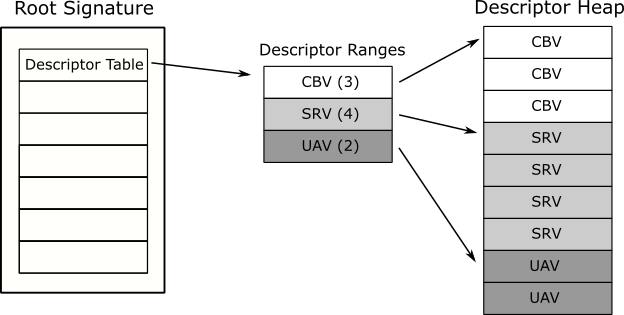 Root Signature
Descriptor Table
Descriptor Ranges
CBV (3)
SRV (4)
UAV (2)
Descriptor Heap
CBV
CBV
CBV
SRV
SRV
SRV
SRV
UAV
UAV